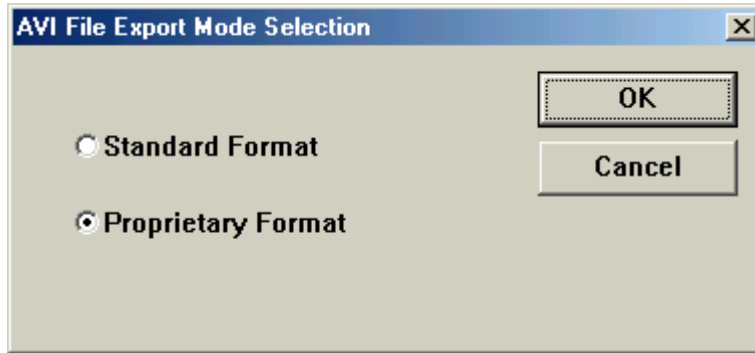 AVI File Export Mode Selection
OK
Standard Format
Cancel
Proprietary Format